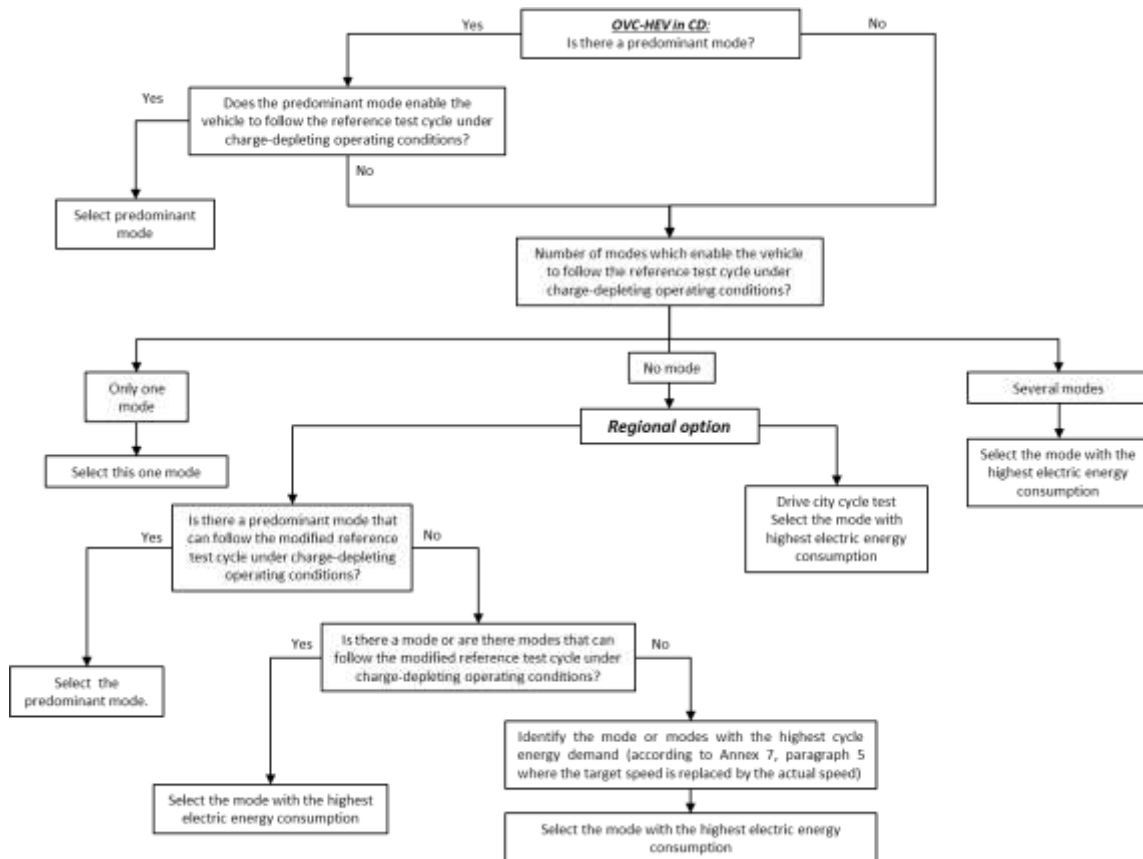 OVC-HEV in CD:
Is there a predominant mode?
Yes
No
Does the predominant mode enable the
vehicle to follow the reference test cycle under
charge-depleting operating conditions?
Yes
No
Select predominant
mode
Number of modes which enable the vehicle
to follow the reference test cycle under
charge-depleting operating conditions?
Only one
mode
No mode
Several modes
Select this one mode
Regional option
Select the mode with the
highest electric energy
consumption
Drive city cycle test
Select the mode with
highest electric energy
consumption
Is there a predominant mode that
can follow the modified reference
test cycle under charge-depleting
operating conditions?
Yes
No
Select the
predominant mode.
Is there a mode or are there modes that can
follow the modified reference test cycle under
charge-depleting operating conditions?
Yes
No
Identify the mode or modes with the highest cycle
energy demand (according to Annex 7, paragraph 5
where the target speed is replaced by the actual speed)
Select the mode with the highest
electric energy consumption
Select the mode with the highest electric energy
consumption